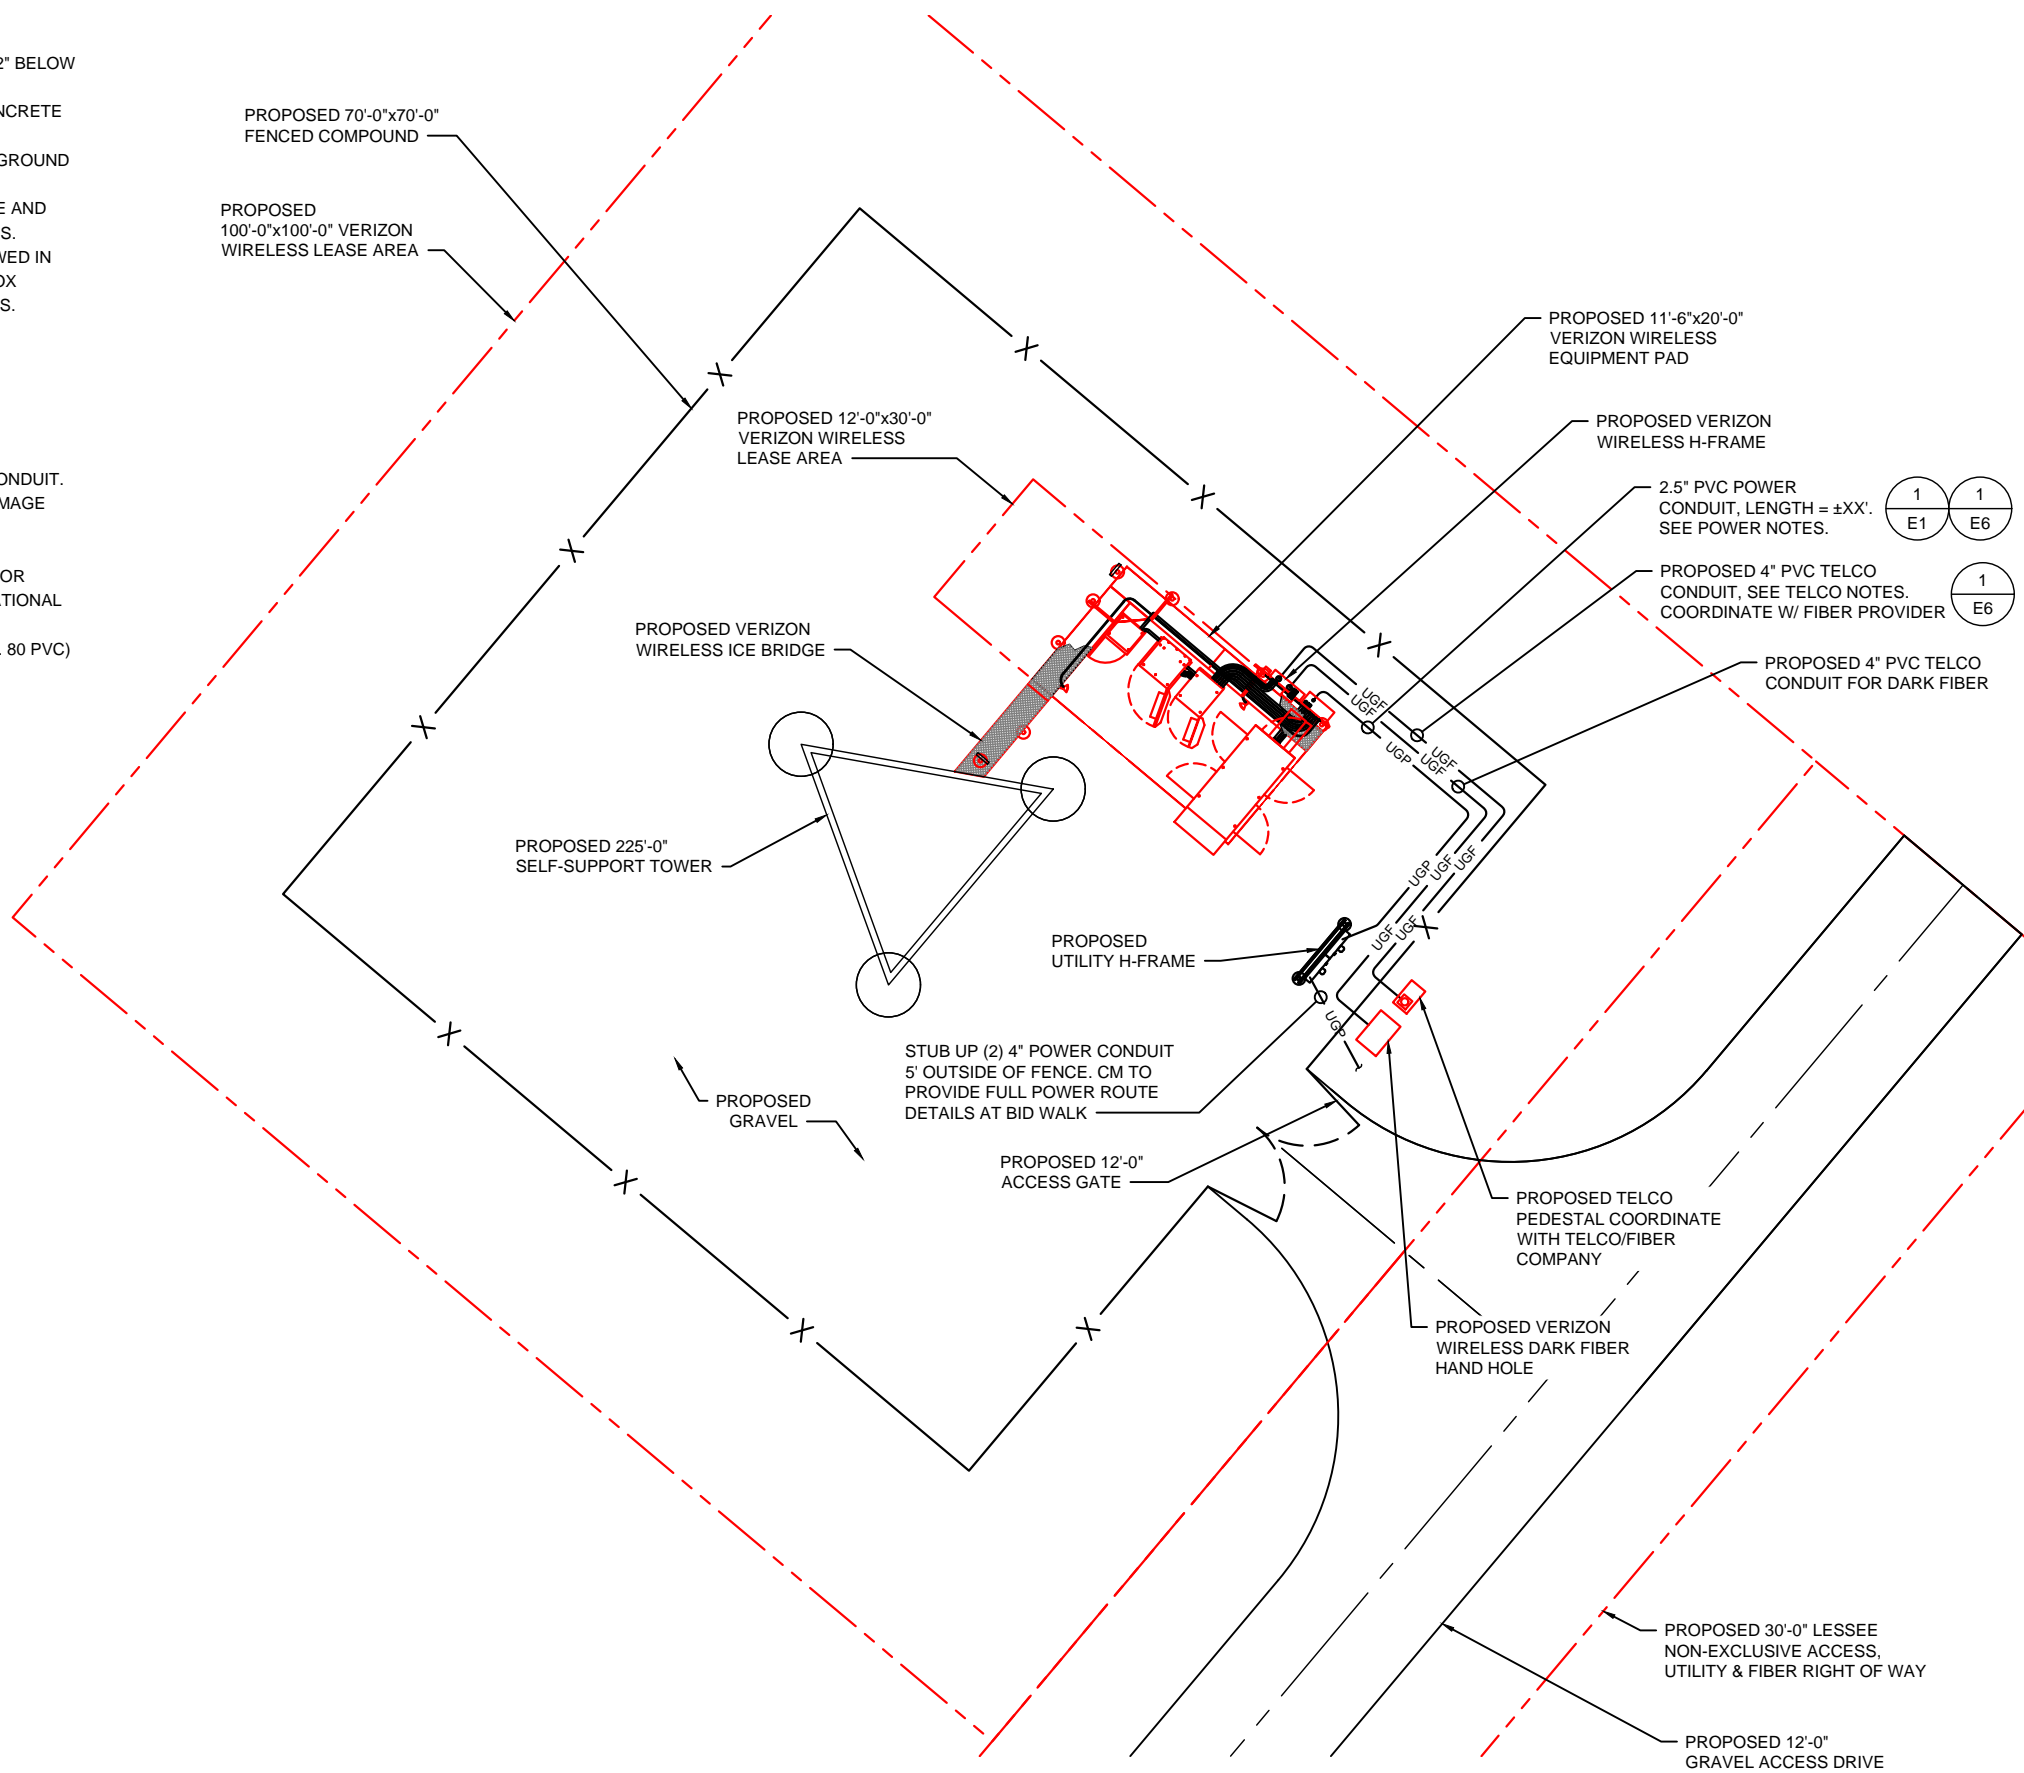 2" BELOW
NCRETE
GROUND
E AND
S.
WED IN
OX
S.
ONDUIT.
MAGE
OR
ATIONAL
. 80 PVC)
PROPOSED 70'-0"x70'-0"
FENCED COMPOUND
PROPOSED
100'-0"x100'-0" VERIZON
WIRELESS LEASE AREA
PROPOSED 12'-0"x30'-0"
VERIZON WIRELESS
LEASE AREA
PROPOSED VERIZON
WIRELESS ICE BRIDGE
PROPOSED 225'-0"
SELF-SUPPORT TOWER
PROPOSED 11'-6"x20'-0"
VERIZON WIRELESS
EQUIPMENT PAD
PROPOSED VERIZON
WIRELESS H-FRAME
2.5" PVC POWER
CONDUIT, LENGTH = ±XX'.
SEE POWER NOTES.
1
E1
1
E6
PROPOSED 4" PVC TELCO
CONDUIT, SEE TELCO NOTES.
COORDINATE W/ FIBER PROVIDER
1
E6
PROPOSED 4" PVC TELCO
CONDUIT FOR DARK FIBER
UGF
UGF
UGP
UGF
UGF
UGP
UGF
UGF
UGF
UGF
UGP
X
X
X
X
X
X
X
X
X
X
X
PROPOSED
UTILITY H-FRAME
STUB UP (2) 4" POWER CONDUIT
5' OUTSIDE OF FENCE. CM TO
PROVIDE FULL POWER ROUTE
DETAILS AT BID WALK
PROPOSED
GRAVEL
PROPOSED 12'-0"
ACCESS GATE
PROPOSED TELCO
PEDESTAL COORDINATE
WITH TELCO/FIBER
COMPANY
PROPOSED VERIZON
WIRELESS DARK FIBER
HAND HOLE
PROPOSED 30'-0" LESSEE
NON-EXCLUSIVE ACCESS,
UTILITY & FIBER RIGHT OF WAY
PROPOSED 12'-0"
GRAVEL ACCESS DRIVE